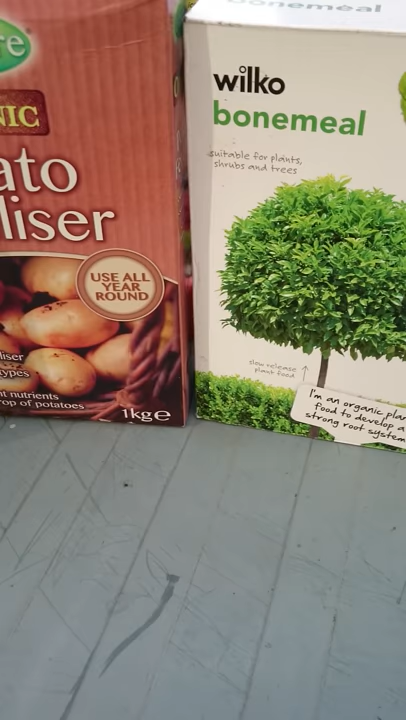 re
NIC
ato
liser
USE ALL
YEAR
ROUND
liser
types
nt nutrients
rop of potatoes
1kg e
bonemeal
wilko
bonemeal
suitable for plants,
shrubs and trees
slow release
plant food
I'm an organic plan
food to develop a
strong root system